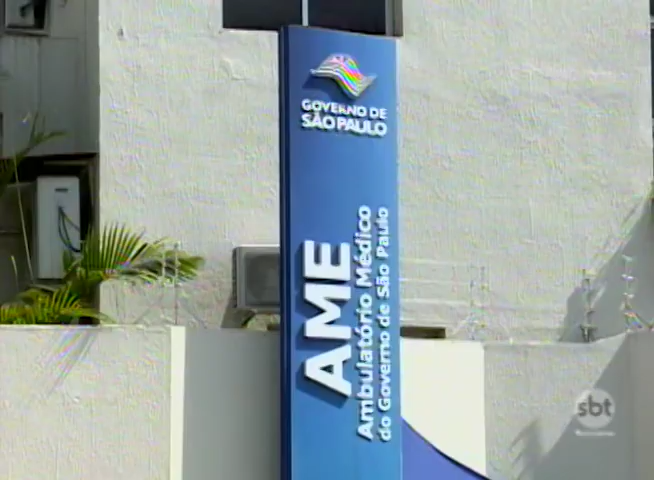 GOVERNO DE
SÃO PAULO
AME
Ambulatório Médico
do Governo de São Paulo
sbt